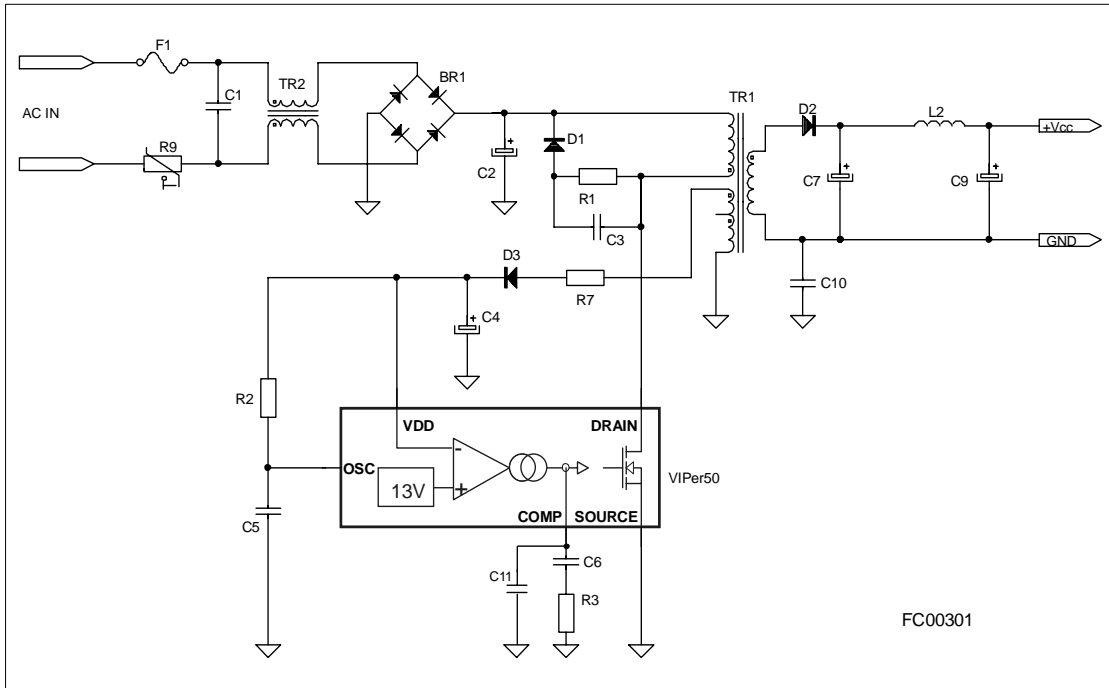 F1
TR2
BR1
TR1
D2
L2
+Vcc
C1
AC IN
D1
R9
C2
R1
C7
C9
C3
GND
D3
R7
C10
C4
R2
VDD
DRAIN
OSC
-
13V
+
VIPer50
COMP
SOURCE
C5
C6
C11
R3
FC00301